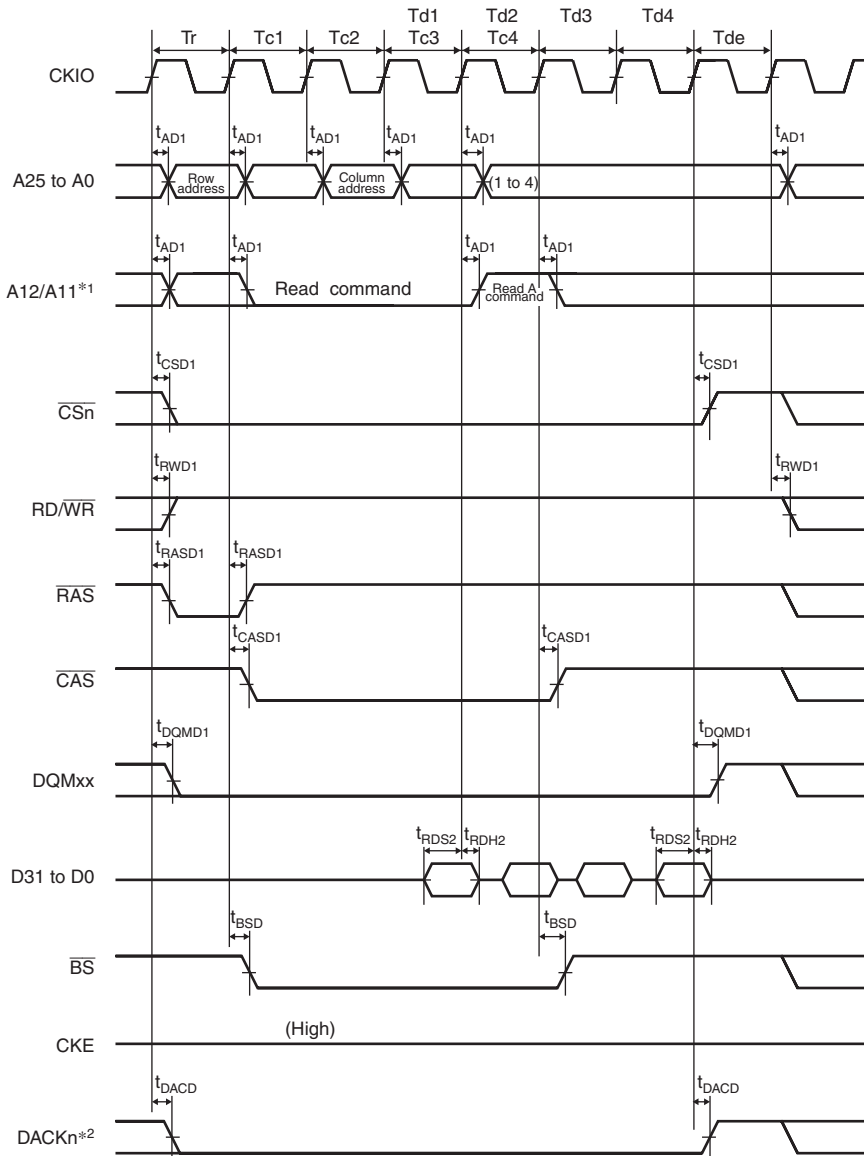 Td1 Td2
Tr Tc1 Tc2 Tc3 Tc4 Td3 Td4 Tde
CKIO
tAD1 tAD1 tAD1 tAD1 tAD1 tAD1
A25 to A0
Row address
Column address
(1 to 4)
tAD1 tAD1 tAD1 tAD1
A12/A11*1
Read command
Read A command
tCSD1 tCSD1
CSn
tRWD1 tRWD1
RD/WR
tRASD1 tRASD1
RAS
tCASD1 tCASD1
CAS
tDQMD1 tDQMD1
DQMxx
tRDS2 tRDH2 tRDS2 tRDH2
D31 to D0
tBSD tBSD
BS
(High)
CKE
tDACD tDACD
DACKn*2